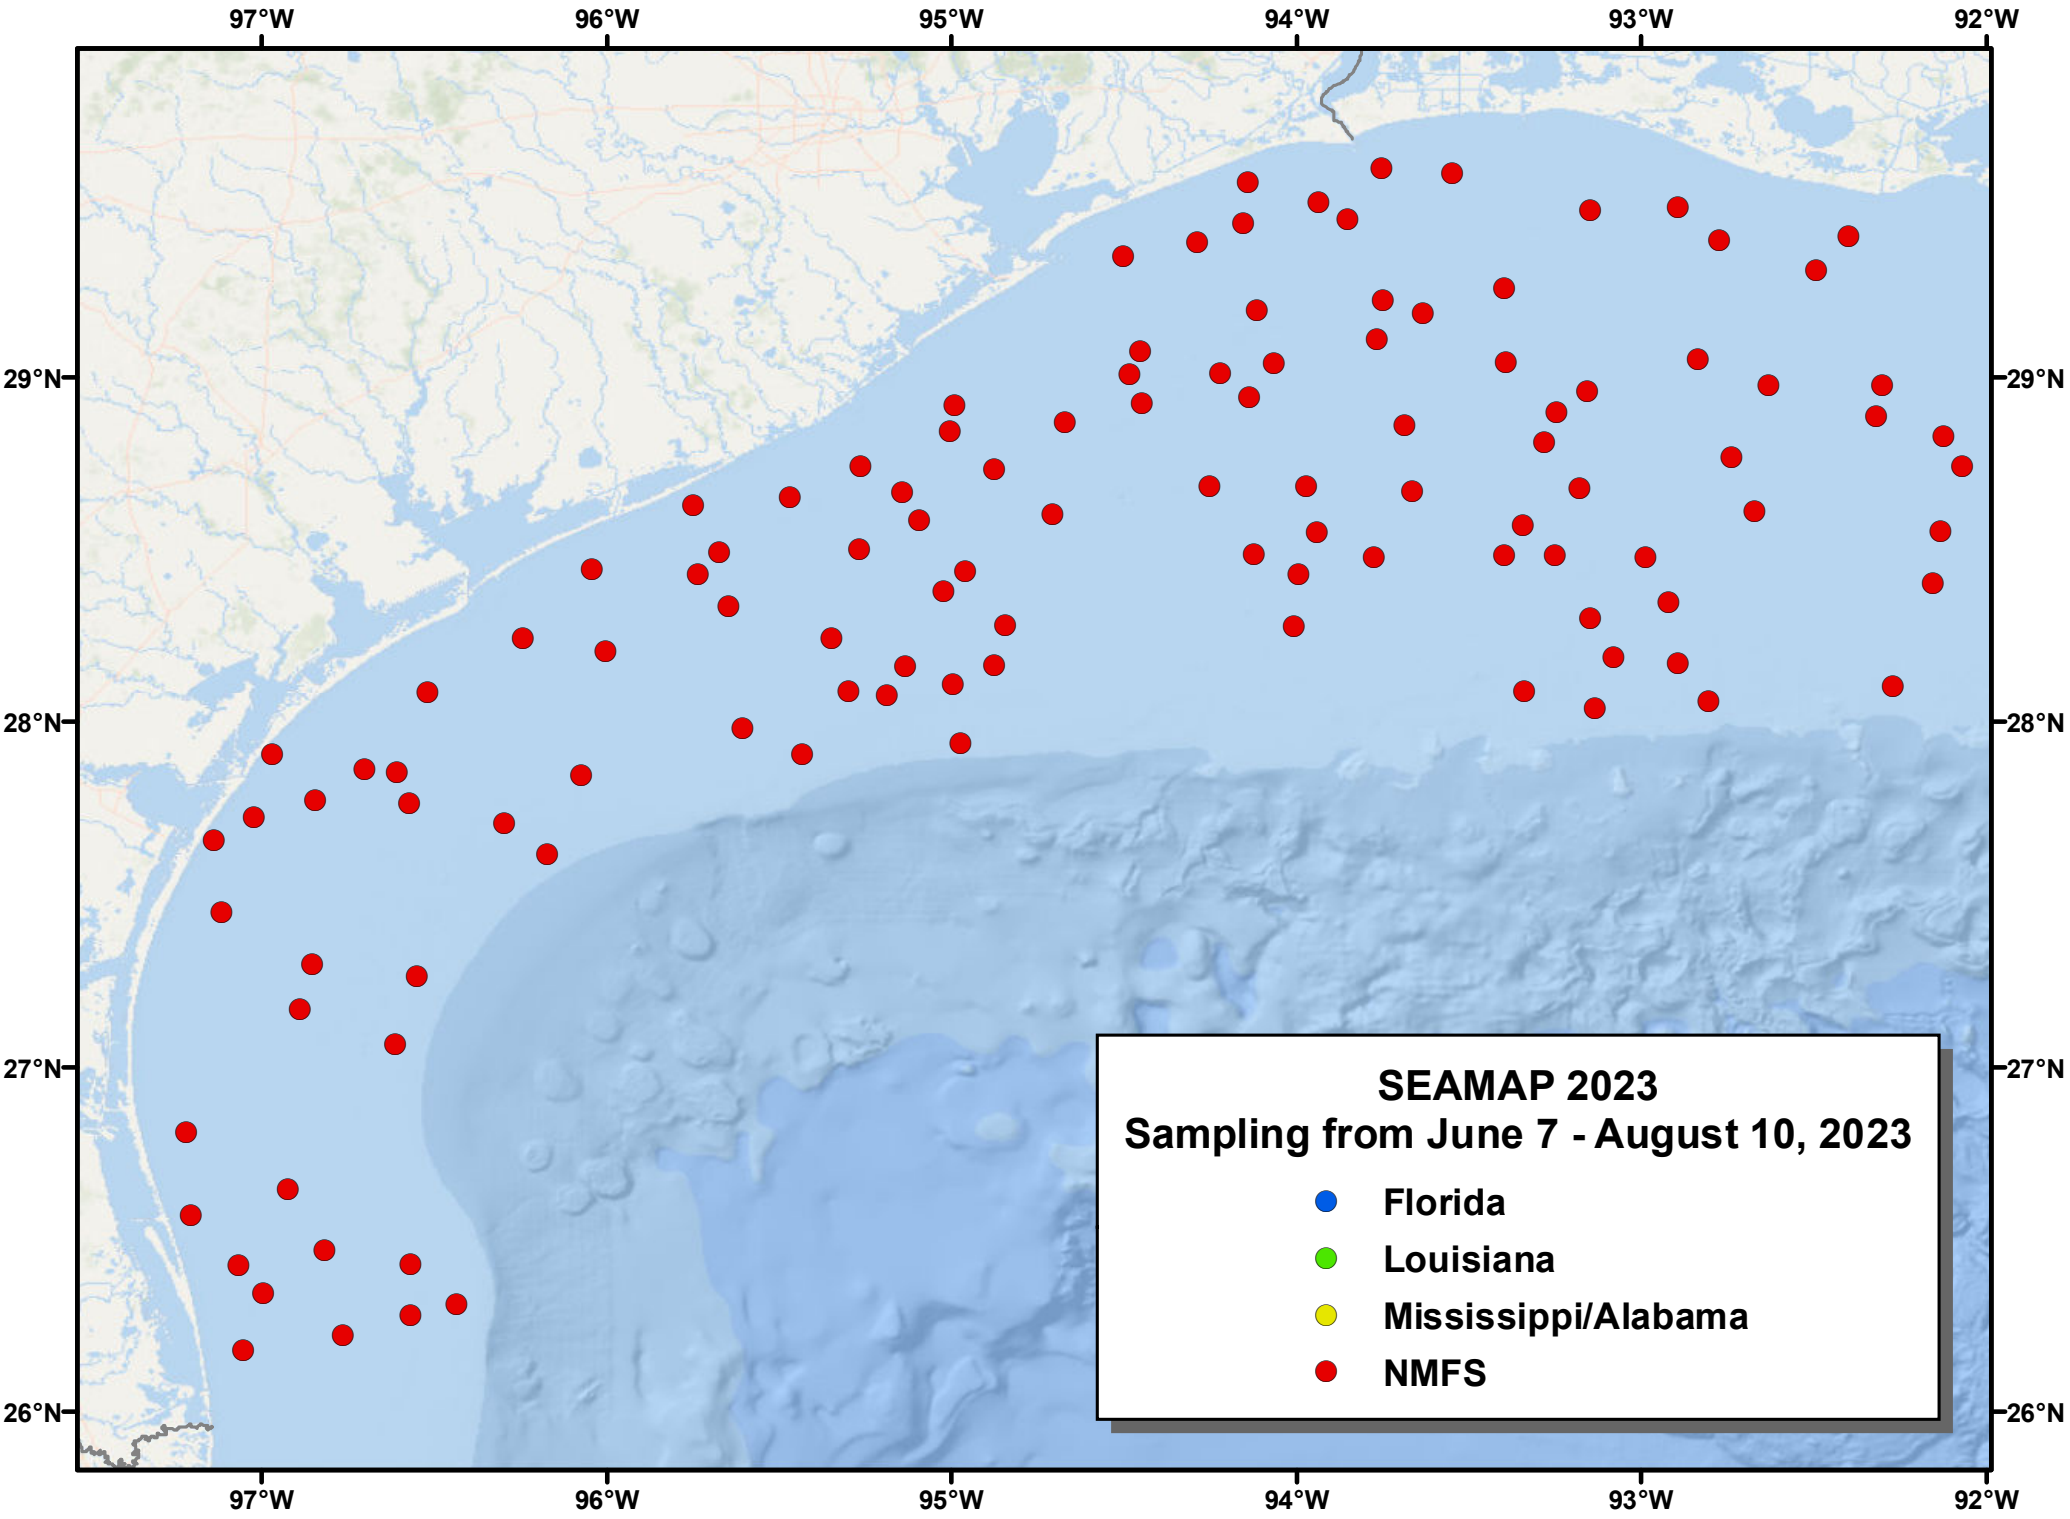 97°W 96°W 95°W 94°W 93°W 92°W
29°N 29°N
28°N 28°N
27°N 27°N
SEAMAP 2023
Sampling from June 7 - August 10, 2023
Florida
Louisiana
Mississippi/Alabama
NMFS
26°N 26°N
97°W 96°W 95°W 94°W 93°W 92°W